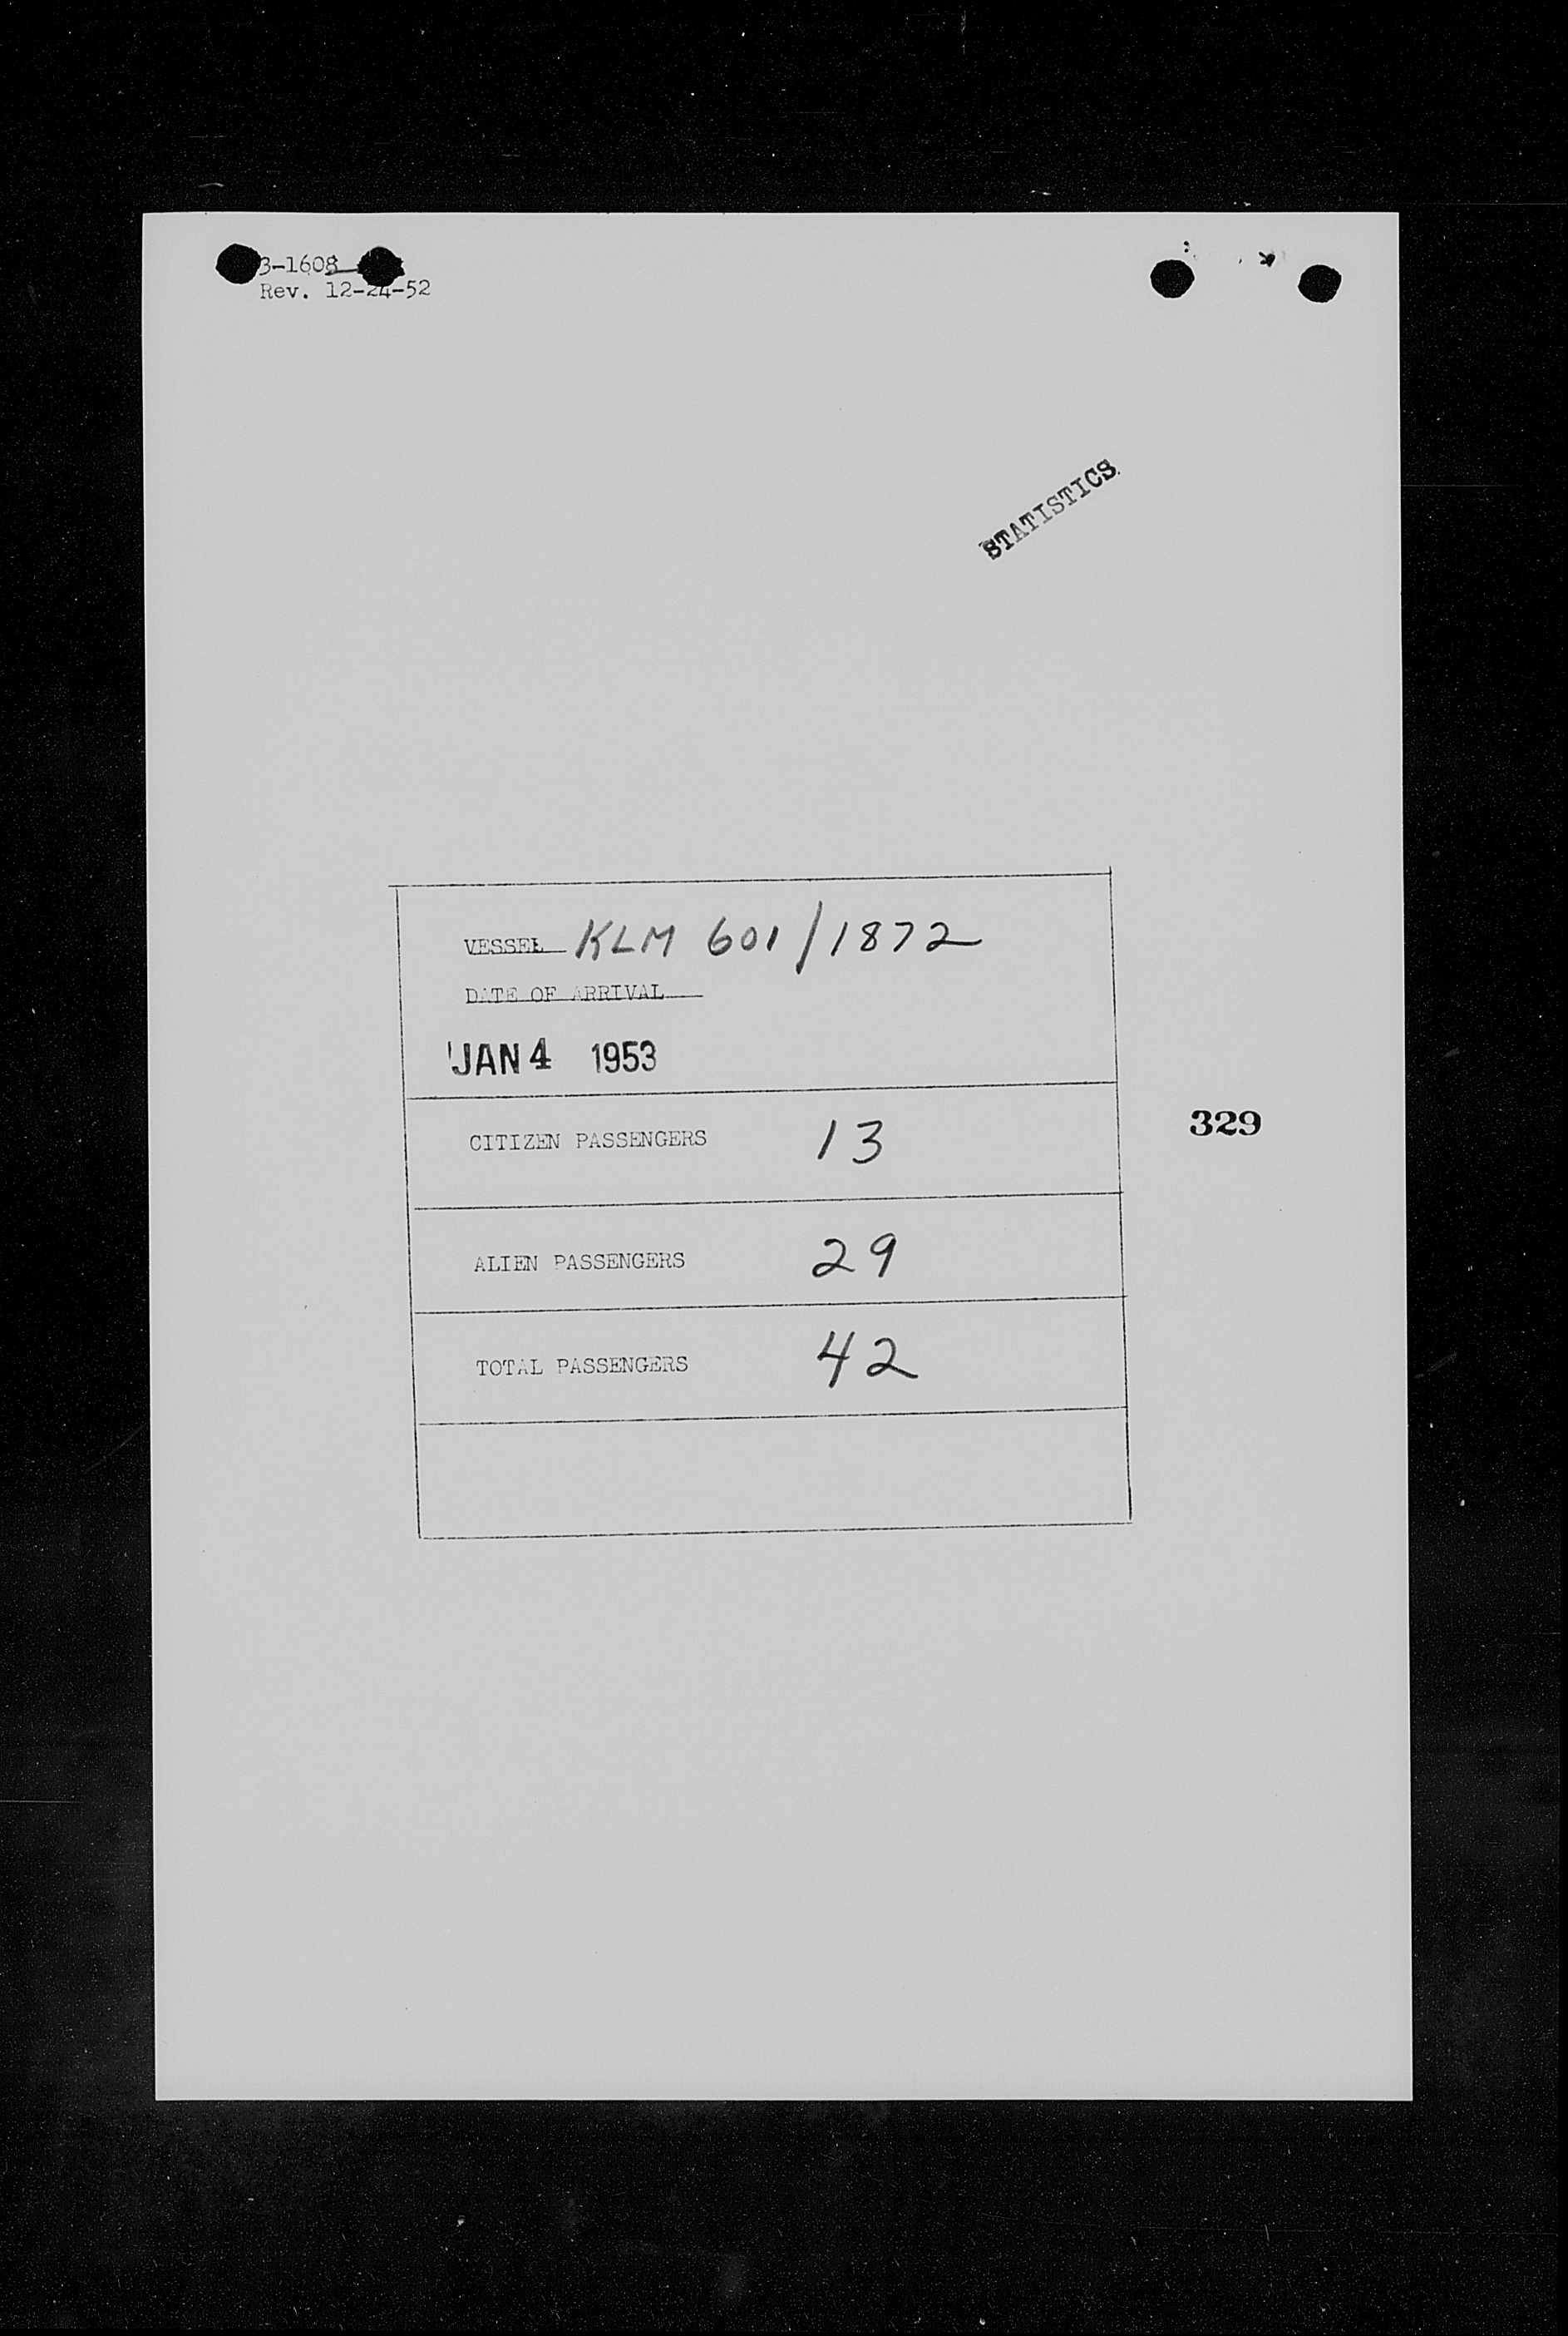 3-1608
Rev. 12-24-52
STATISTICS
VESSEL KLM 601/1872
DATE OF ARRIVAL
JAN 4 1953
CITIZEN PASSENGERS 13
329
ALIEN PASSENGERS 29
TOTAL PASSENGERS 42